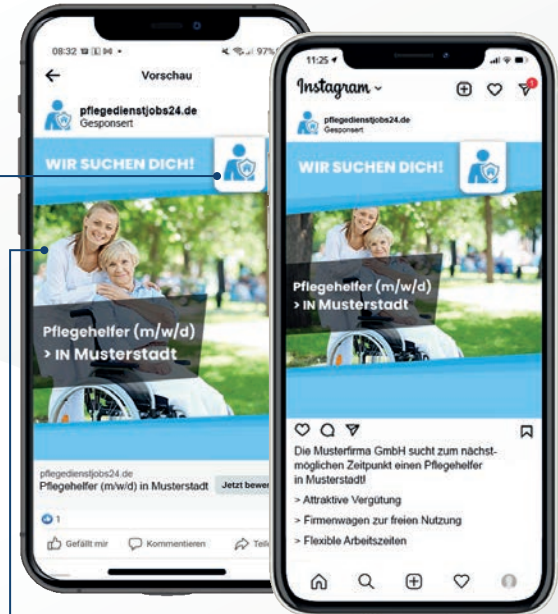 08:32
97%
Vorschau
pflegedienstjobs24.de
Gesponsert
WIR SUCHEN DICH!
Pflegehelfer (m/w/d)
> IN Musterstadt
pflegedienstjobs24.de
Pflegehelfer (m/w/d) in Musterstadt
Jetzt bewer
1
Gefällt mir
Kommentieren
Teile
11:25
Instagram
pflegedienstjobs24.de
Gesponsert
WIR SUCHEN DICH!
Pflegehelfer (m/w/d)
> IN Musterstadt
Die Musterfirma GmbH sucht zum nächst-
möglichen Zeitpunkt einen Pflegehelfer
in Musterstadt!
> Attraktive Vergütung
> Firmenwagen zur freien Nutzung
> Flexible Arbeitszeiten